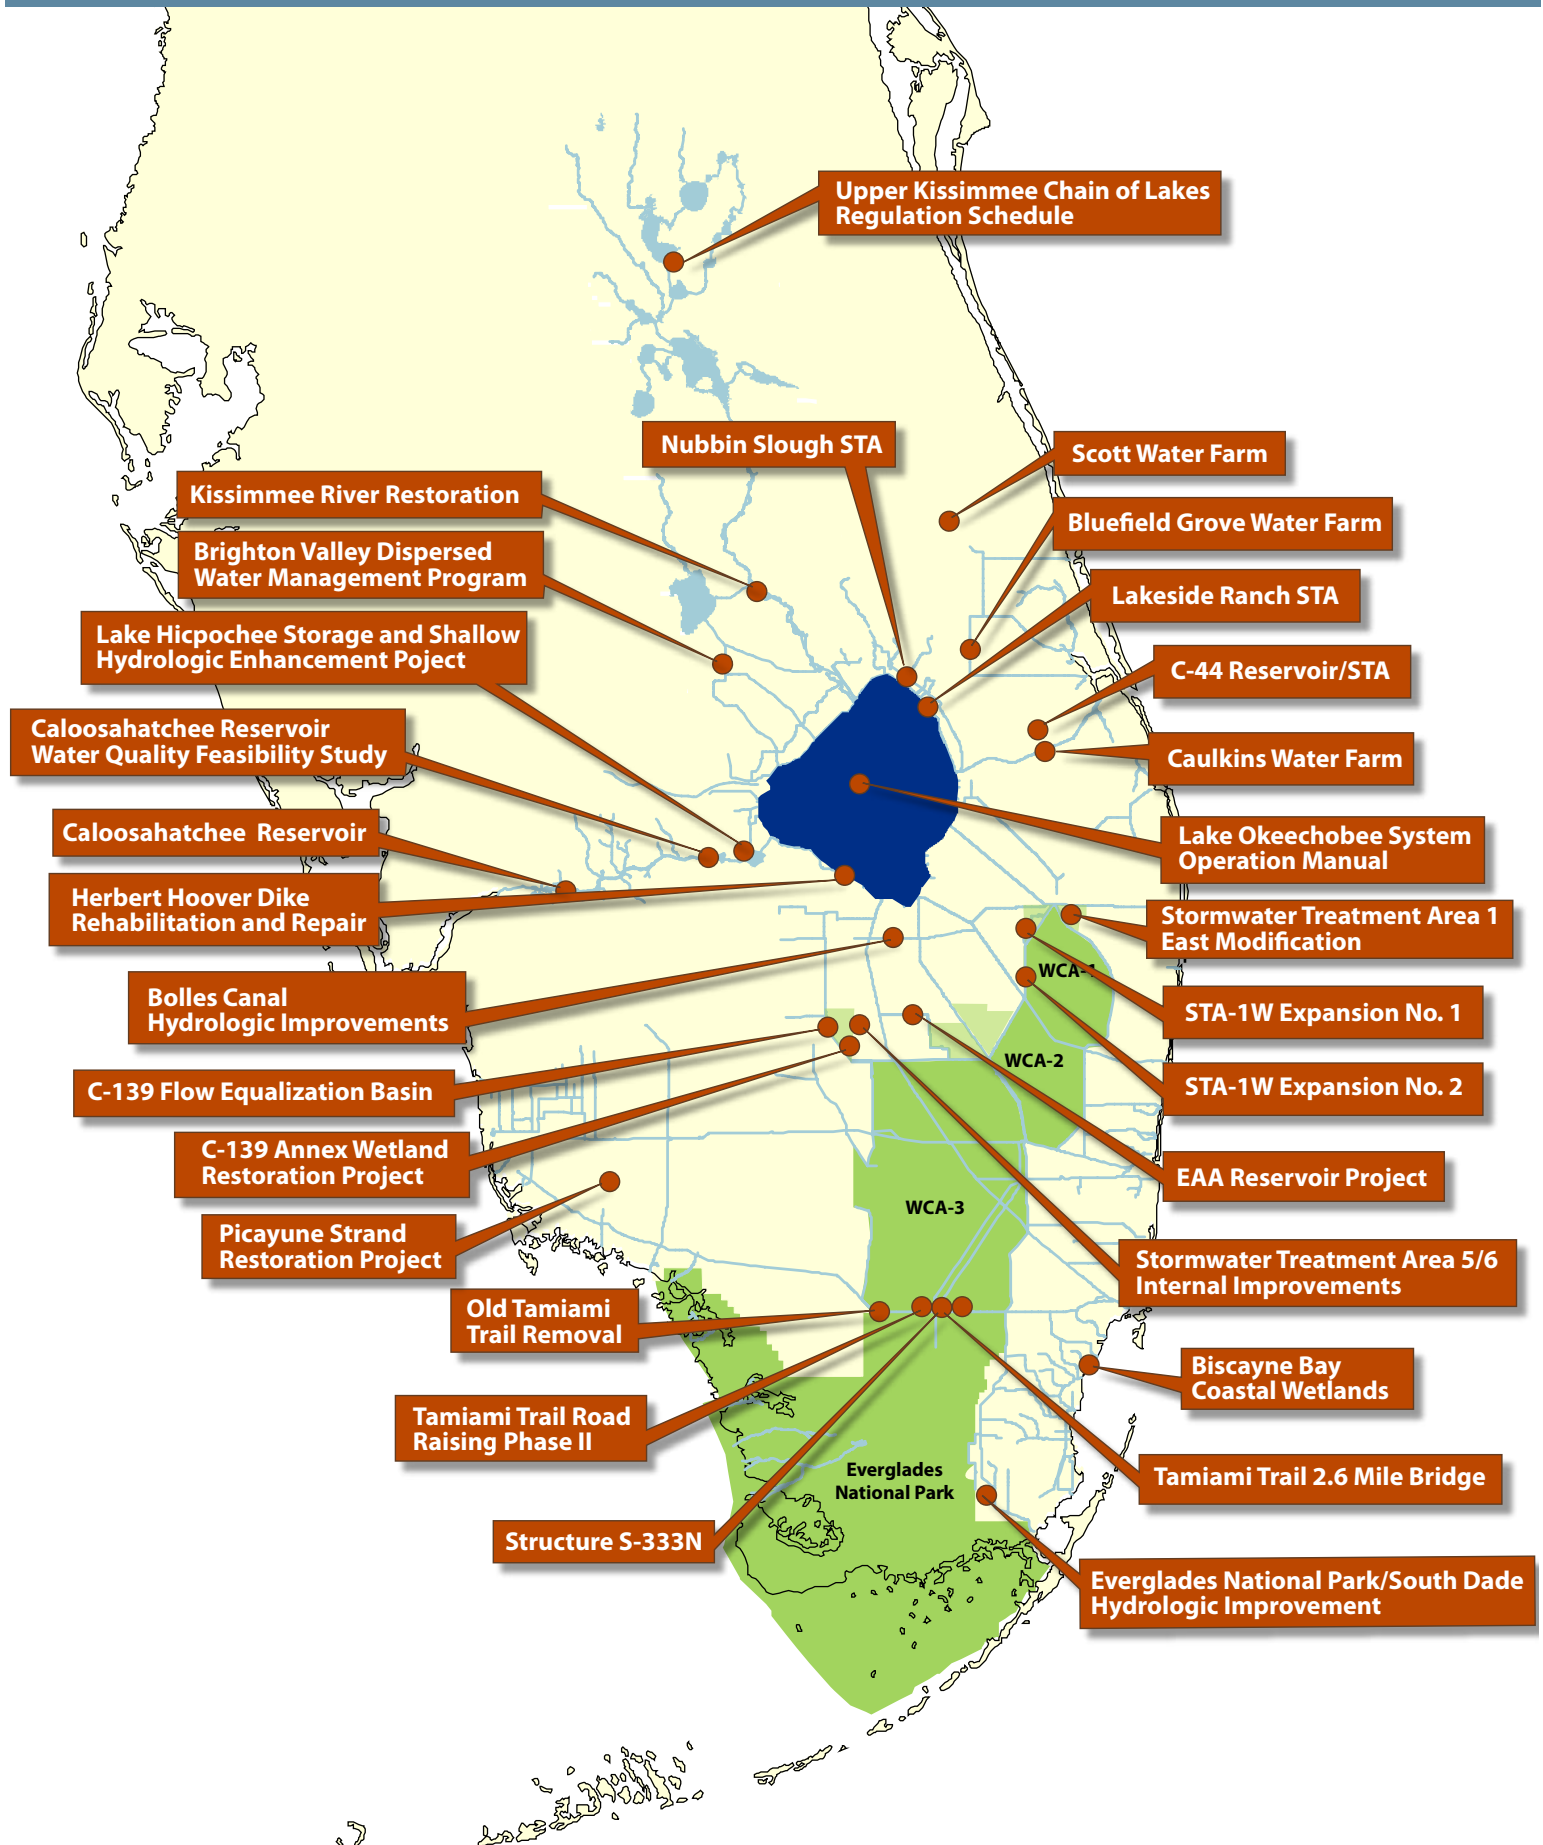 Upper Kissimmee Chain of Lakes
Regulation Schedule
Nubbin Slough STA
Scott Water Farm
Kissimmee River Restoration
Bluefield Grove Water Farm
Brighton Valley Dispersed
Water Management Program
Lakeside Ranch STA
Lake Hicpochee Storage and Shallow
Hydrologic Enhancement Poject
C-44 Reservoir/STA
Caloosahatchee Reservoir
Water Quality Feasibility Study
Caulkins Water Farm
Caloosahatchee Reservoir
Lake Okeechobee System
Operation Manual
Herbert Hoover Dike
Rehabilitation and Repair
Stormwater Treatment Area 1
East Modification
WCA-1
Bolles Canal
Hydrologic Improvements
STA-1W Expansion No. 1
WCA-2
C-139 Flow Equalization Basin
STA-1W Expansion No. 2
C-139 Annex Wetland
Restoration Project
EAA Reservoir Project
WCA-3
Picayune Strand
Restoration Project
Stormwater Treatment Area 5/6
Internal Improvements
Old Tamiami
Trail Removal
Biscayne Bay
Coastal Wetlands
Tamiami Trail Road
Raising Phase II
Everglades
National Park
Tamiami Trail 2.6 Mile Bridge
Structure S-333N
Everglades National Park/South Dade
Hydrologic Improvement